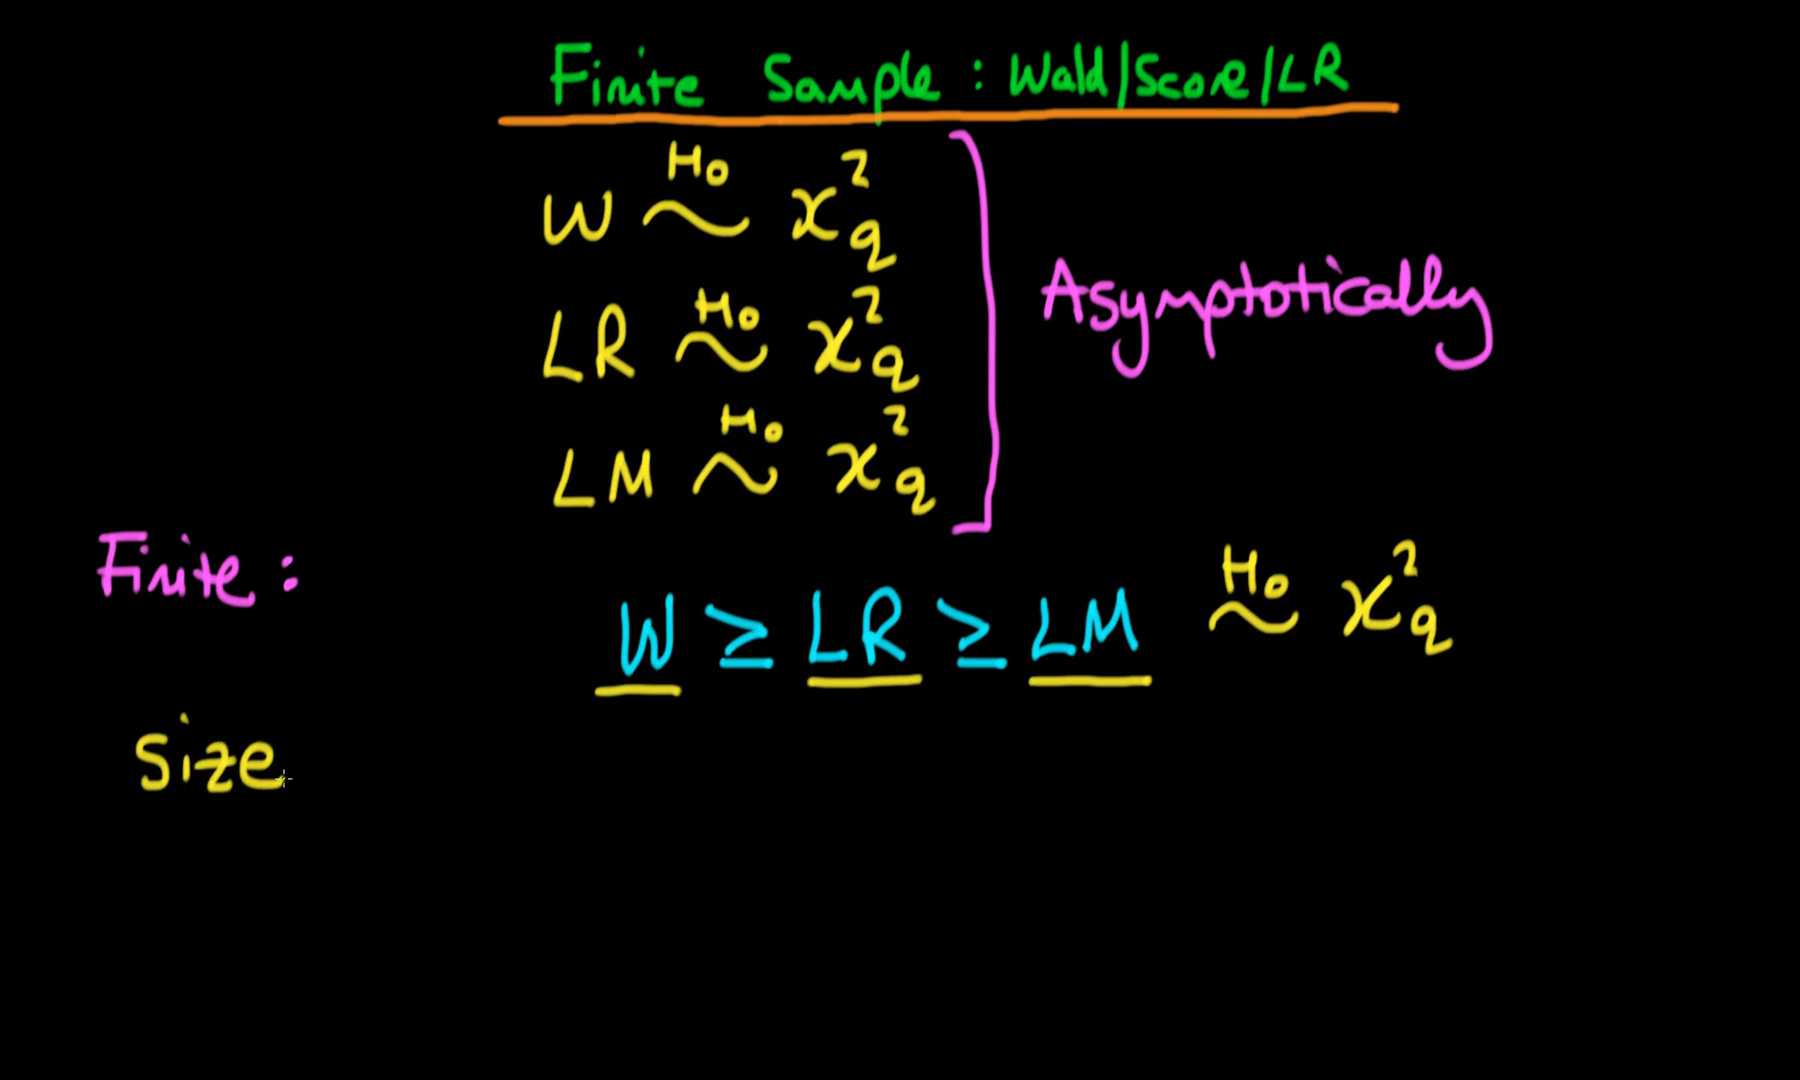 Finite Sample : Wald/Score/LR
W ~ᴴ⁰ χ²q
LR ~ᴴ⁰ χ²q
LM ~ᴴ⁰ χ²q
Asymptotically
Finite :
W ≥ LR ≥ LM ~ᴴ⁰ χ²q
Size